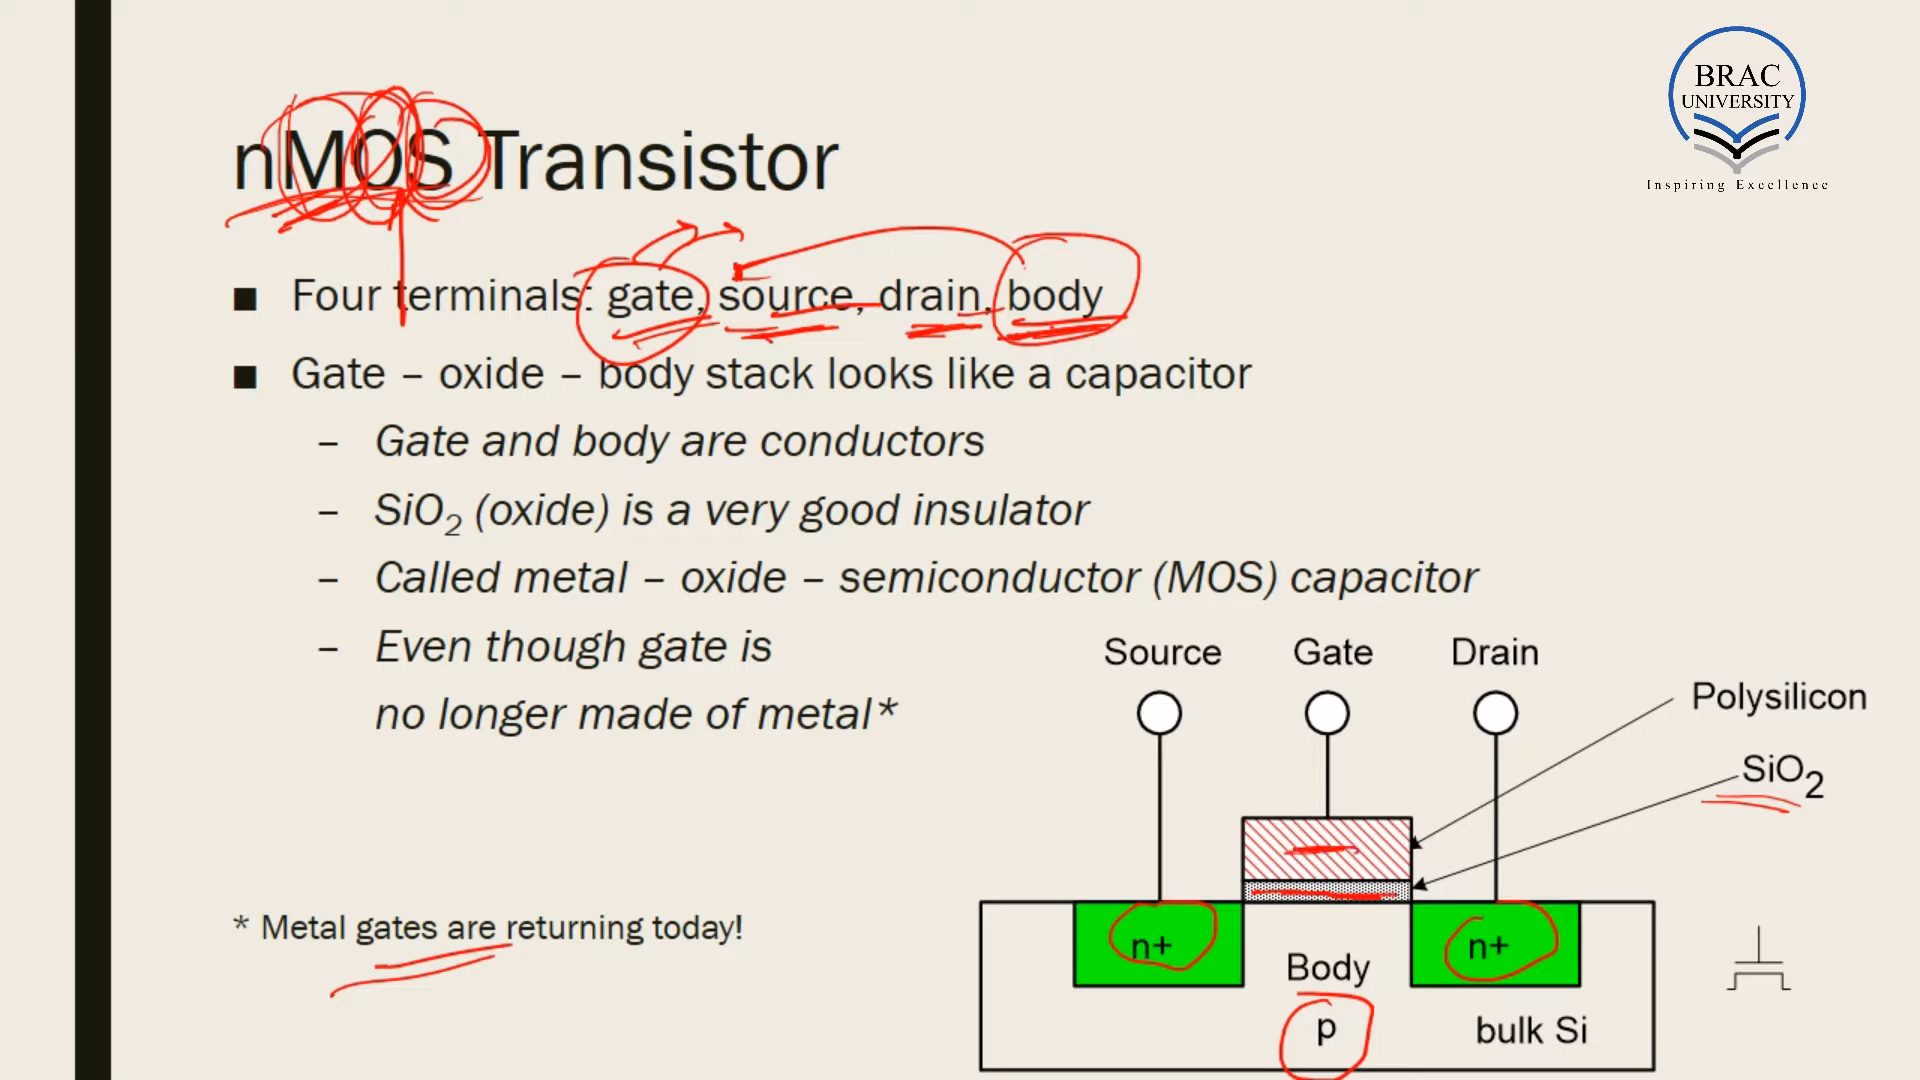 BRAC
UNIVERSITY
Inspiring Excellence
nMOS Transistor
■ Four terminals: gate, source, drain, body
■ Gate – oxide – body stack looks like a capacitor
– Gate and body are conductors
– SiO2 (oxide) is a very good insulator
– Called metal – oxide – semiconductor (MOS) capacitor
– Even though gate is
no longer made of metal*
Source Gate Drain
Polysilicon
SiO2
* Metal gates are returning today!
n+ n+
Body
p bulk Si